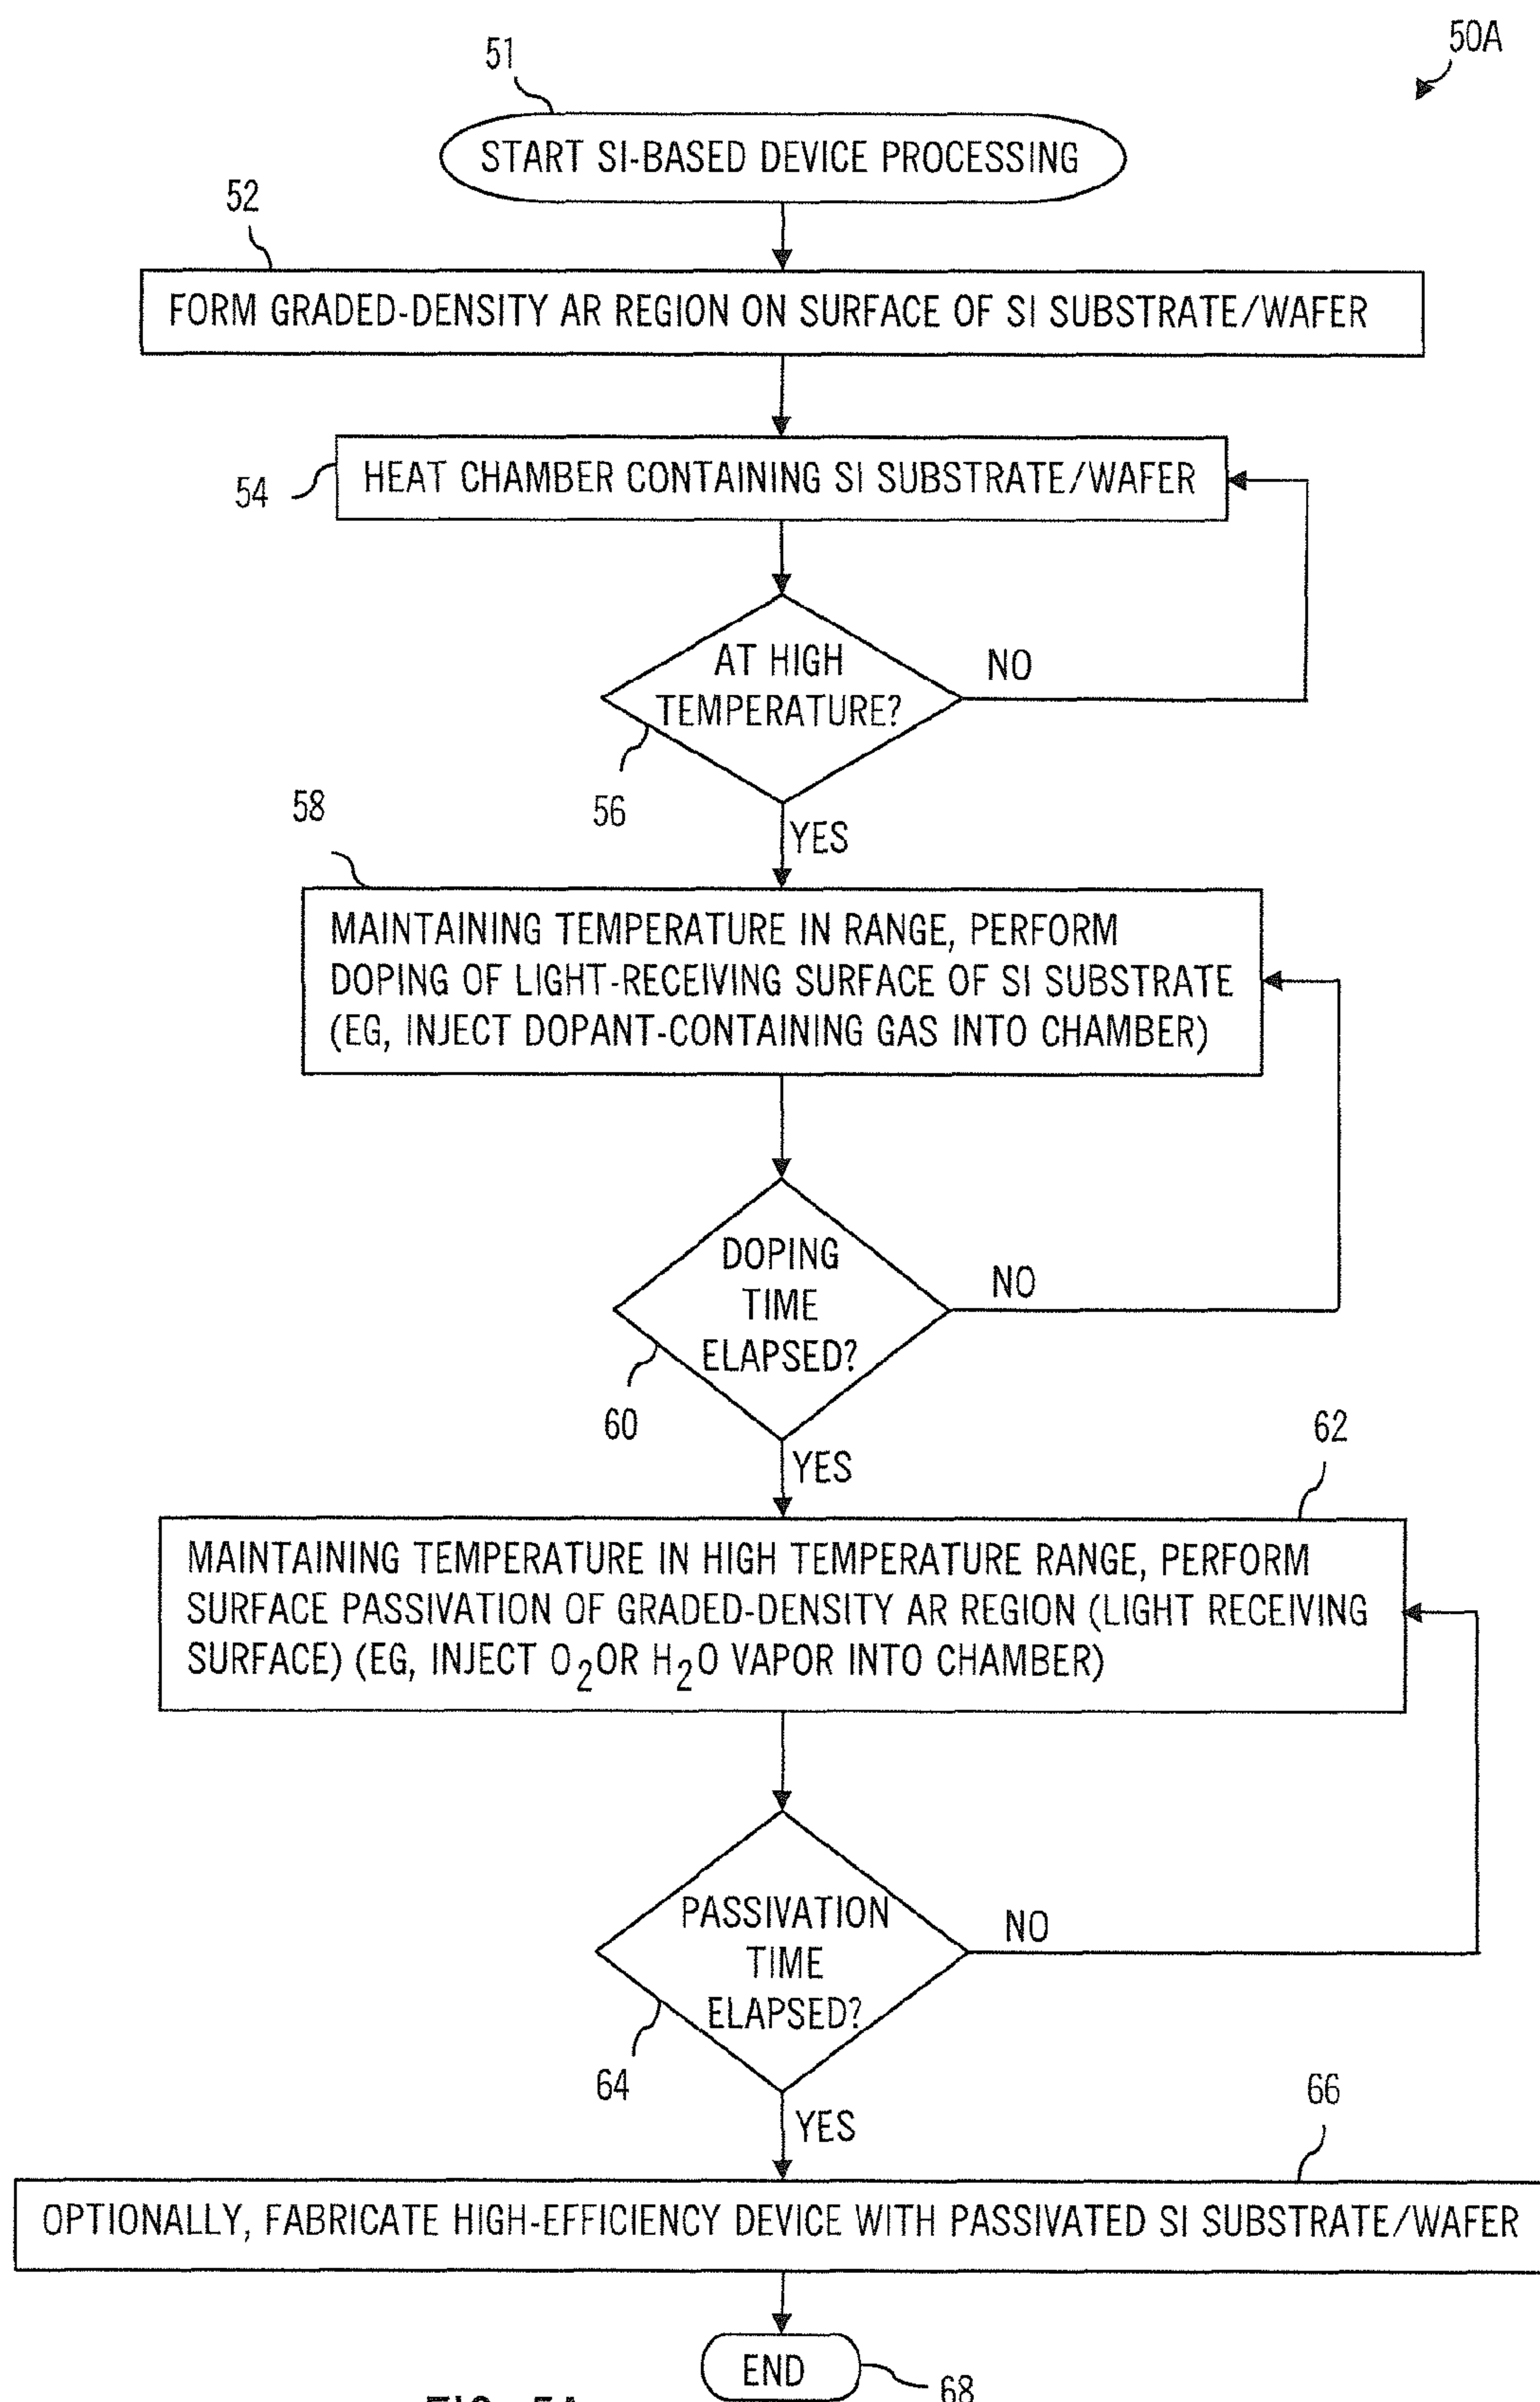 50A
51
START SI-BASED DEVICE PROCESSING
52
FORM GRADED-DENSITY AR REGION ON SURFACE OF SI SUBSTRATE/WAFER
54
HEAT CHAMBER CONTAINING SI SUBSTRATE/WAFER
AT HIGH
TEMPERATURE?
NO
56
YES
58
MAINTAINING TEMPERATURE IN RANGE, PERFORM
DOPING OF LIGHT-RECEIVING SURFACE OF SI SUBSTRATE
(EG, INJECT DOPANT-CONTAINING GAS INTO CHAMBER)
DOPING
TIME
ELAPSED?
NO
60
YES
62
MAINTAINING TEMPERATURE IN HIGH TEMPERATURE RANGE, PERFORM
SURFACE PASSIVATION OF GRADED-DENSITY AR REGION (LIGHT RECEIVING
SURFACE) (EG, INJECT O2 OR H2O VAPOR INTO CHAMBER)
PASSIVATION
TIME
ELAPSED?
NO
64
YES
66
OPTIONALLY, FABRICATE HIGH-EFFICIENCY DEVICE WITH PASSIVATED SI SUBSTRATE/WAFER
END
68